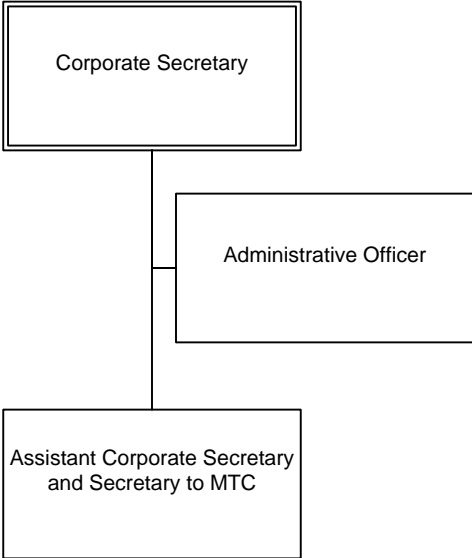 Corporate Secretary
Administrative Officer
Assistant Corporate Secretary
and Secretary to MTC